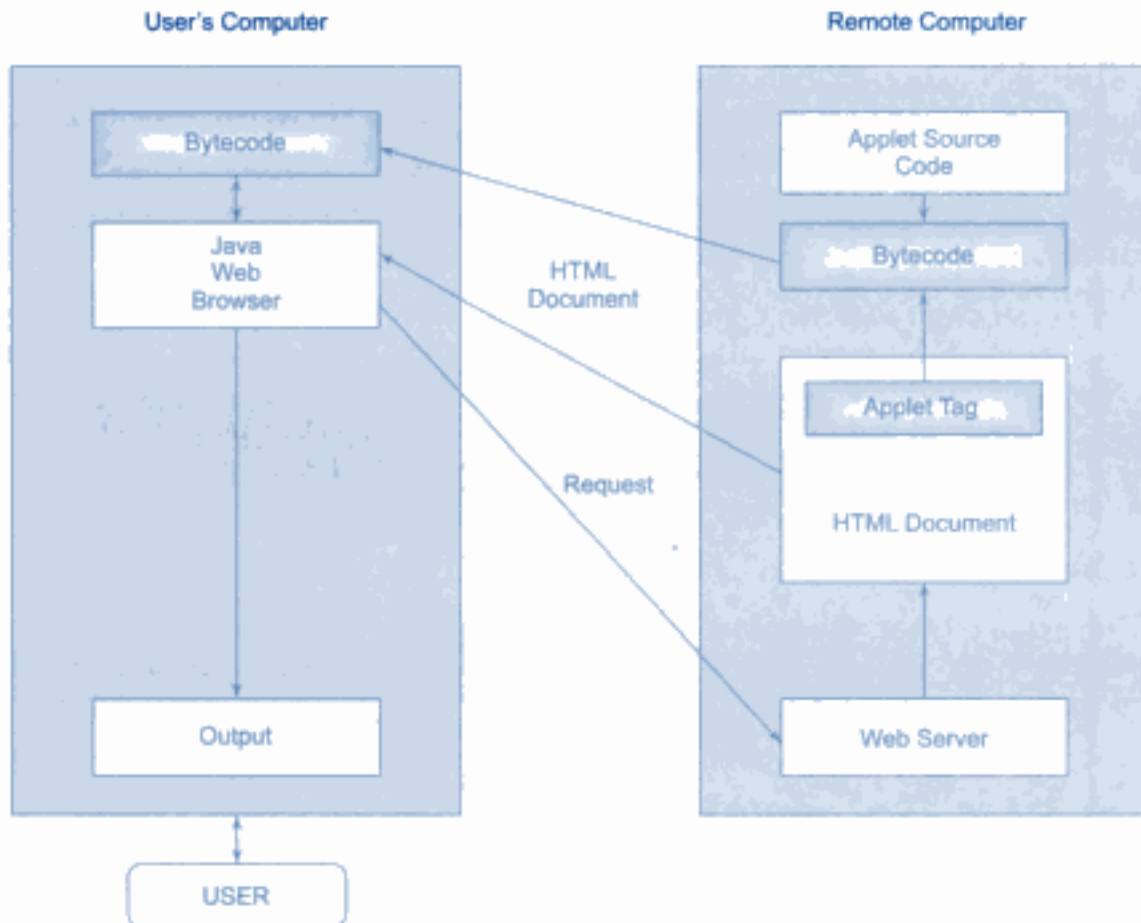 User's Computer
Remote Computer
Bytecode
Java
Web
Browser
Output
USER
HTML
Document
Request
Applet Source
Code
Bytecode
Applet Tag
HTML Document
Web Server